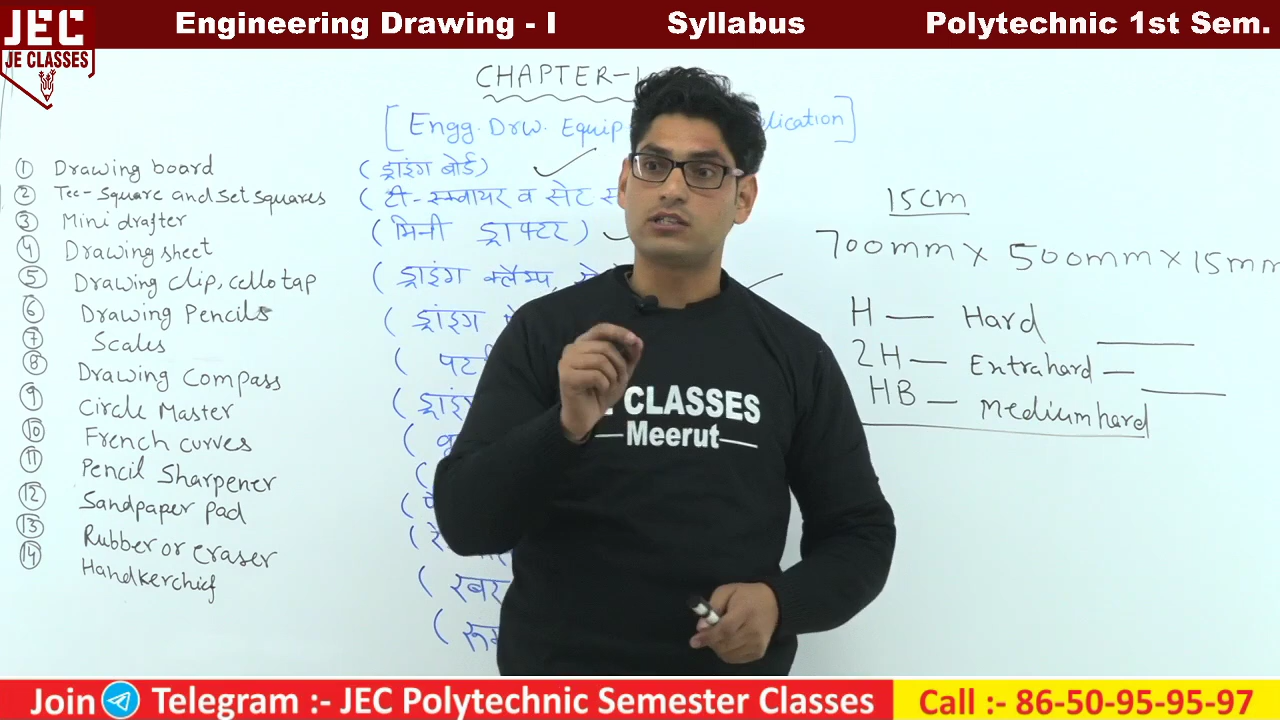 JEC
JE CLASSES
Engineering Drawing - I
Syllabus
Polytechnic 1st Sem.
CHAPTER-1
[Engg. Drw. Equip
plication]
① Drawing board (ड्राइंग बोर्ड)
② Tee-Square and set squares (टी-स्क्वायर व सेट स
③ Mini drafter (मिनी ड्राफ्टर)
④ Drawing sheet
⑤ Drawing clip, cello tap (ड्राइंग क्लैम्प,
⑥ Drawing Pencils (ड्राइंग
⑦ Scales
⑧ Drawing Compass
⑨ Circle Master
⑩ French curves
⑪ Pencil Sharpener
⑫ Sandpaper pad
⑬ Rubber or eraser
⑭ Handkerchief
(रबर
15cm
700mm x 500mm x 15mm
H — Hard
2H — Extrahard —
HB — Mediumhard
CLASSES
—Meerut—
Join Telegram :- JEC Polytechnic Semester Classes
Call :- 86-50-95-95-97